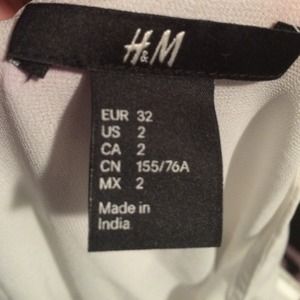 H&M
EUR 32
US 2
CA 2
CN 155/76A
MX 2
Made in
India